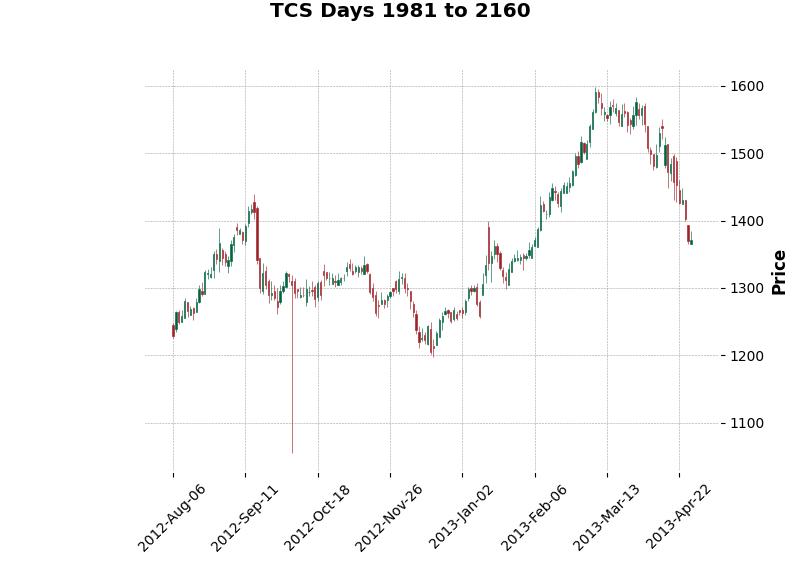 TCS Days 1981 to 2160
1600
1500
1400
1300
1200
1100
Price
2012-Aug-06
2012-Sep-11
2012-Oct-18
2012-Nov-26
2013-Jan-02
2013-Feb-06
2013-Mar-13
2013-Apr-22